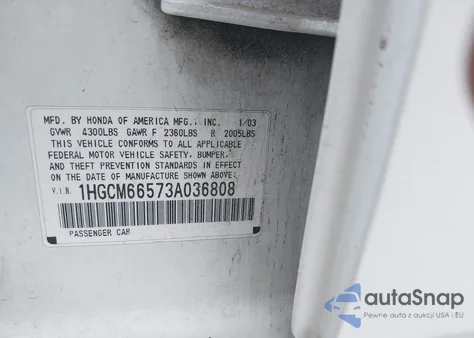 MFD. BY HONDA OF AMERICA MFG., INC. 1/03
GVWR 4300LBS GAWR F 2360LBS R 2005LBS
THIS VEHICLE CONFORMS TO ALL APPLICABLE
FEDERAL MOTOR VEHICLE SAFETY, BUMPER,
AND THEFT PREVENTION STANDARDS IN EFFECT
ON THE DATE OF MANUFACTURE SHOWN ABOVE.
V.I.N. 1HGCM66573A036808
PASSENGER CAR
autoSnap
Pewne auta z aukcji USA i EU